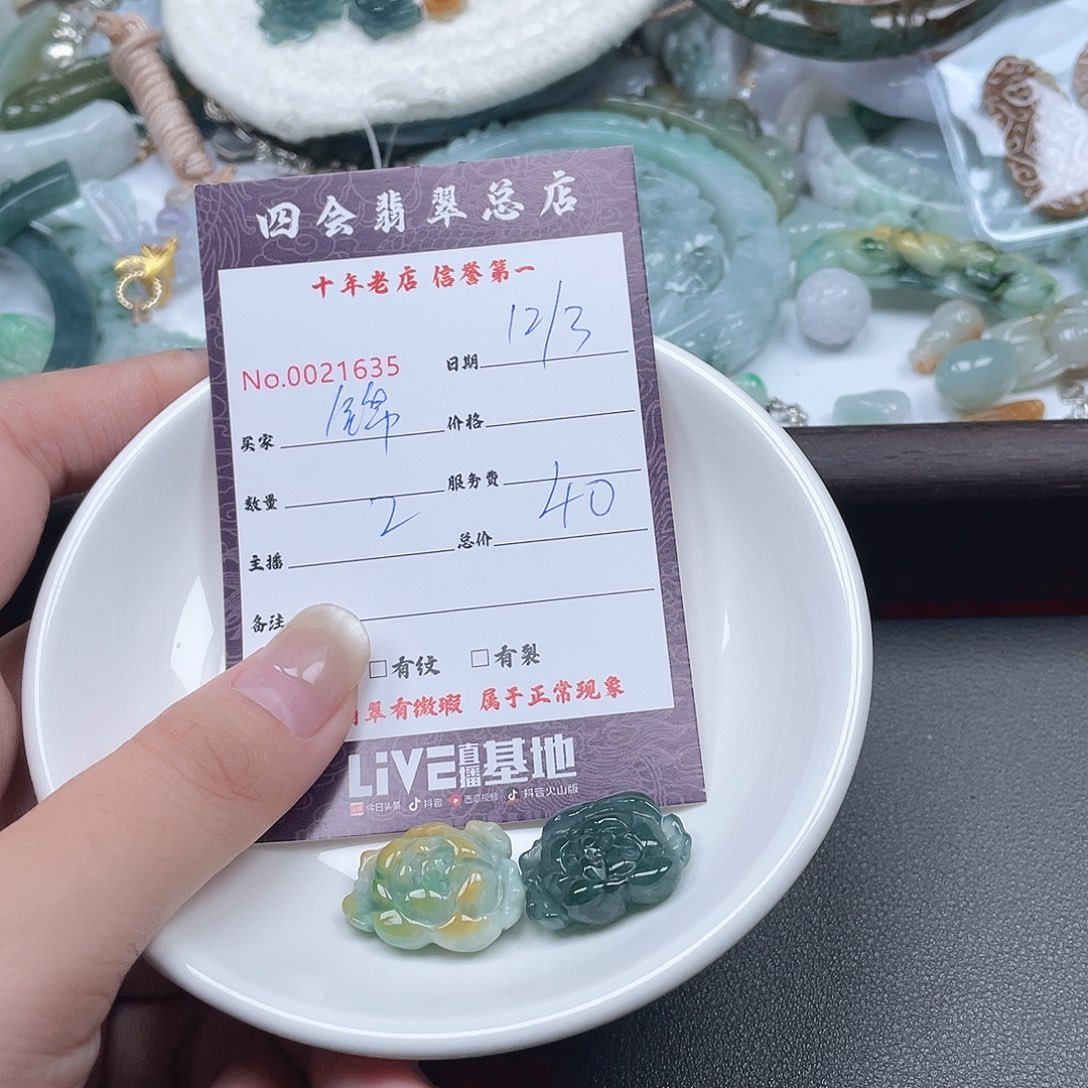 四会翡翠总店
十年老店 信誉第一
No.0021635 日期 12/3
买家 锦 价格
数量 2 服务费 40
主播 总价
备注
□有纹 □有裂
翠有微瑕 属于正常现象
LiVE直播基地
今日头条 抖音 西瓜视频 抖音火山版